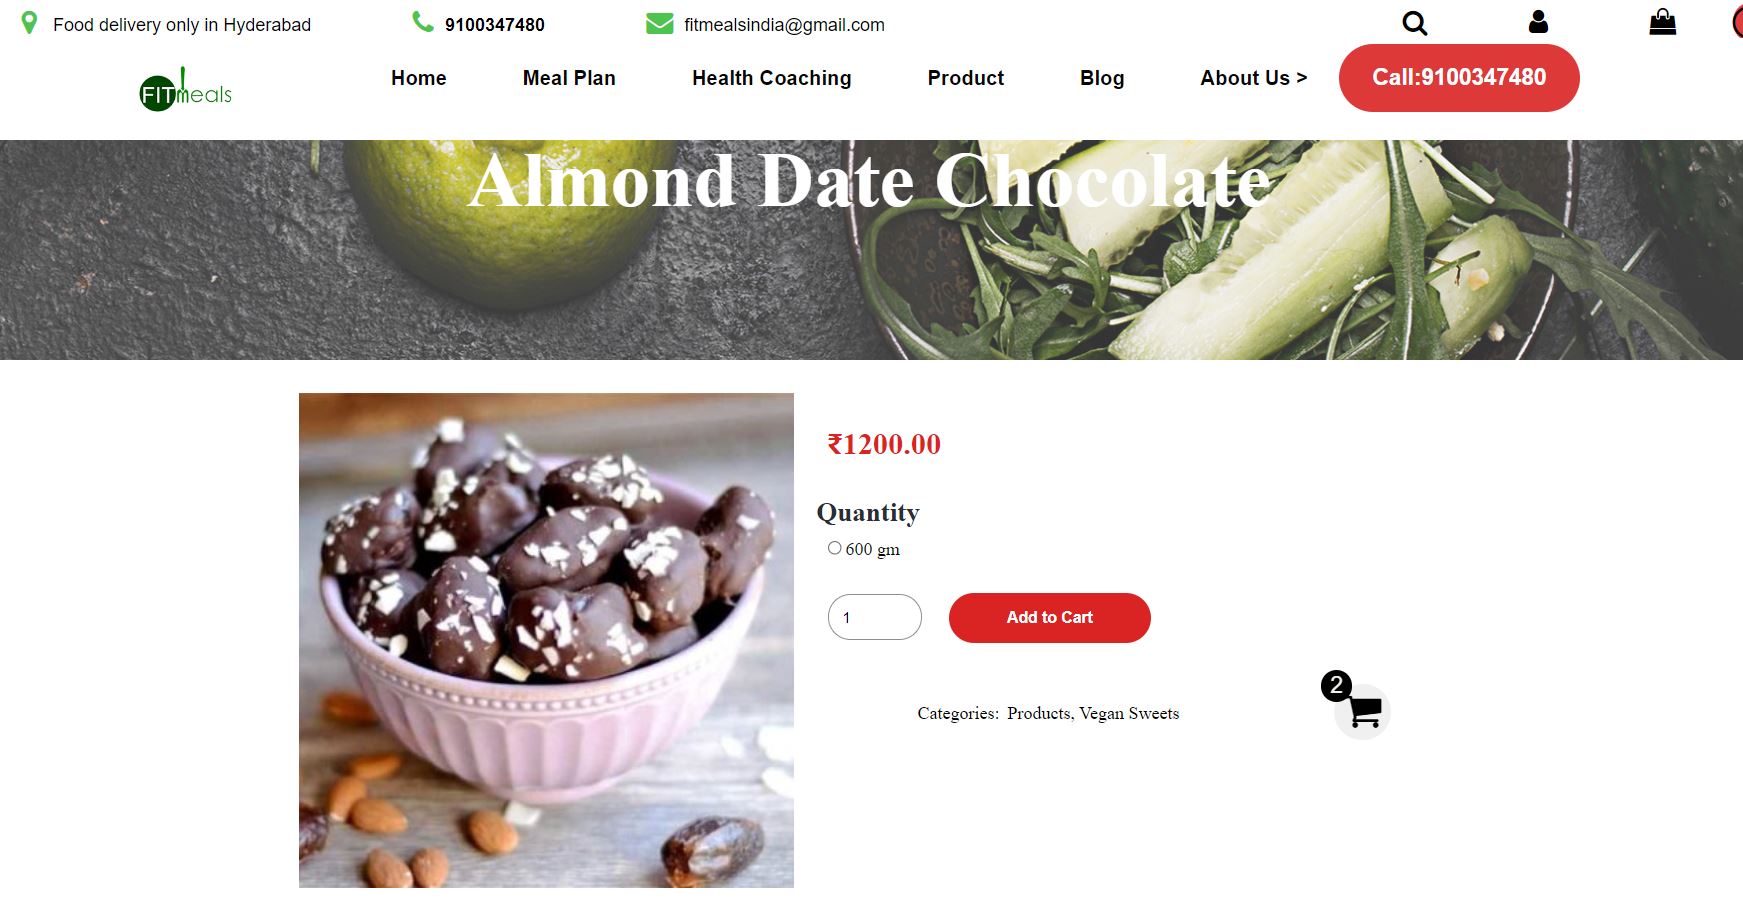 Food delivery only in Hyderabad
9100347480
fitmealsindia@gmail.com
FITmeals
Home
Meal Plan
Health Coaching
Product
Blog
About Us >
Call:9100347480
Almond Date Chocolate
₹1200.00
Quantity
600 gm
1
Add to Cart
Categories: Products, Vegan Sweets
2